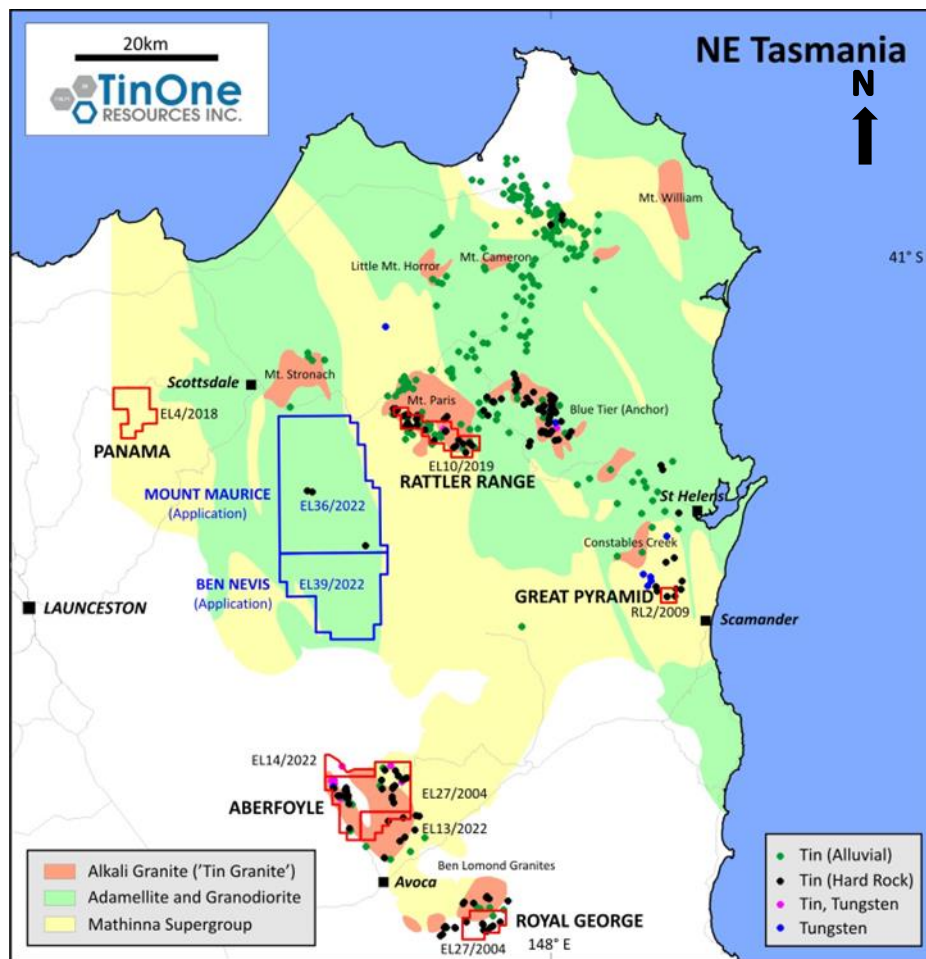 20km
TinOne
RESOURCES INC.
NE Tasmania
N
Mt. William
41° S
Mt. Cameron
Little Mt. Horror
Mt. Stronach
Scottsdale
EL4/2018
PANAMA
Mt. Paris
Blue Tier (Anchor)
EL10/2019
RATTLER RANGE
MOUNT MAURICE
(Application)
EL36/2022
St Helens
Constables Creek
BEN NEVIS
(Application)
EL39/2022
LAUNCESTON
GREAT PYRAMID
RL2/2009
Scamander
EL14/2022
ABERFOYLE
EL27/2004
EL13/2022
Avoca
Ben Lomond Granites
ROYAL GEORGE
EL27/2004
148° E
Alkali Granite ('Tin Granite')
Adamellite and Granodiorite
Mathinna Supergroup
Tin (Alluvial)
Tin (Hard Rock)
Tin, Tungsten
Tungsten